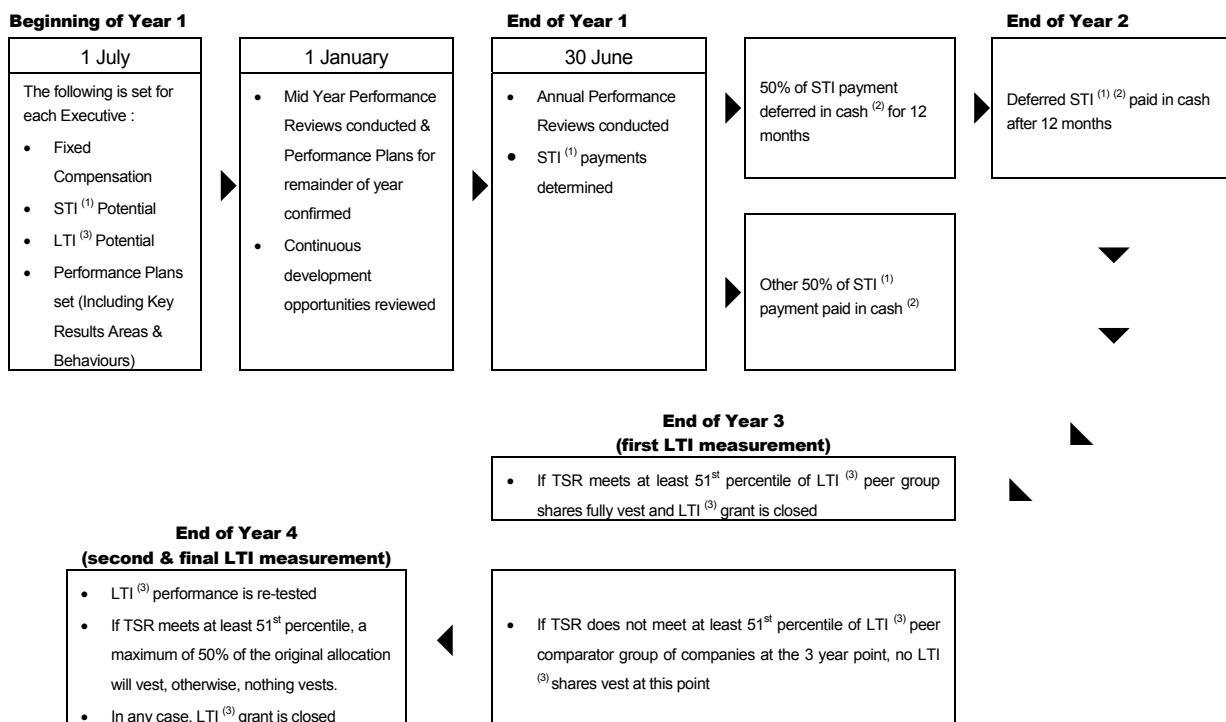 Beginning of Year 1
1 July
The following is set for
each Executive :
• Fixed
Compensation
• STI (1) Potential
• LTI (3) Potential
• Performance Plans
set (Including Key
Results Areas &
Behaviours)
1 January
• Mid Year Performance
Reviews conducted &
Performance Plans for
remainder of year
confirmed
• Continuous
development
opportunities reviewed
End of Year 1
30 June
• Annual Performance
Reviews conducted
• STI (1) payments
determined
50% of STI payment
deferred in cash (2) for 12
months
Other 50% of STI (1)
payment paid in cash (2)
End of Year 2
Deferred STI (1) (2) paid in cash
after 12 months
End of Year 3
(first LTI measurement)
• If TSR meets at least 51st percentile of LTI (3) peer group
shares fully vest and LTI (3) grant is closed
• If TSR does not meet at least 51st percentile of LTI (3) peer
comparator group of companies at the 3 year point, no LTI
(3) shares vest at this point
End of Year 4
(second & final LTI measurement)
• LTI (3) performance is re-tested
• If TSR meets at least 51st percentile, a
maximum of 50% of the original allocation
will vest, otherwise, nothing vests.
• In any case, LTI (3) grant is closed